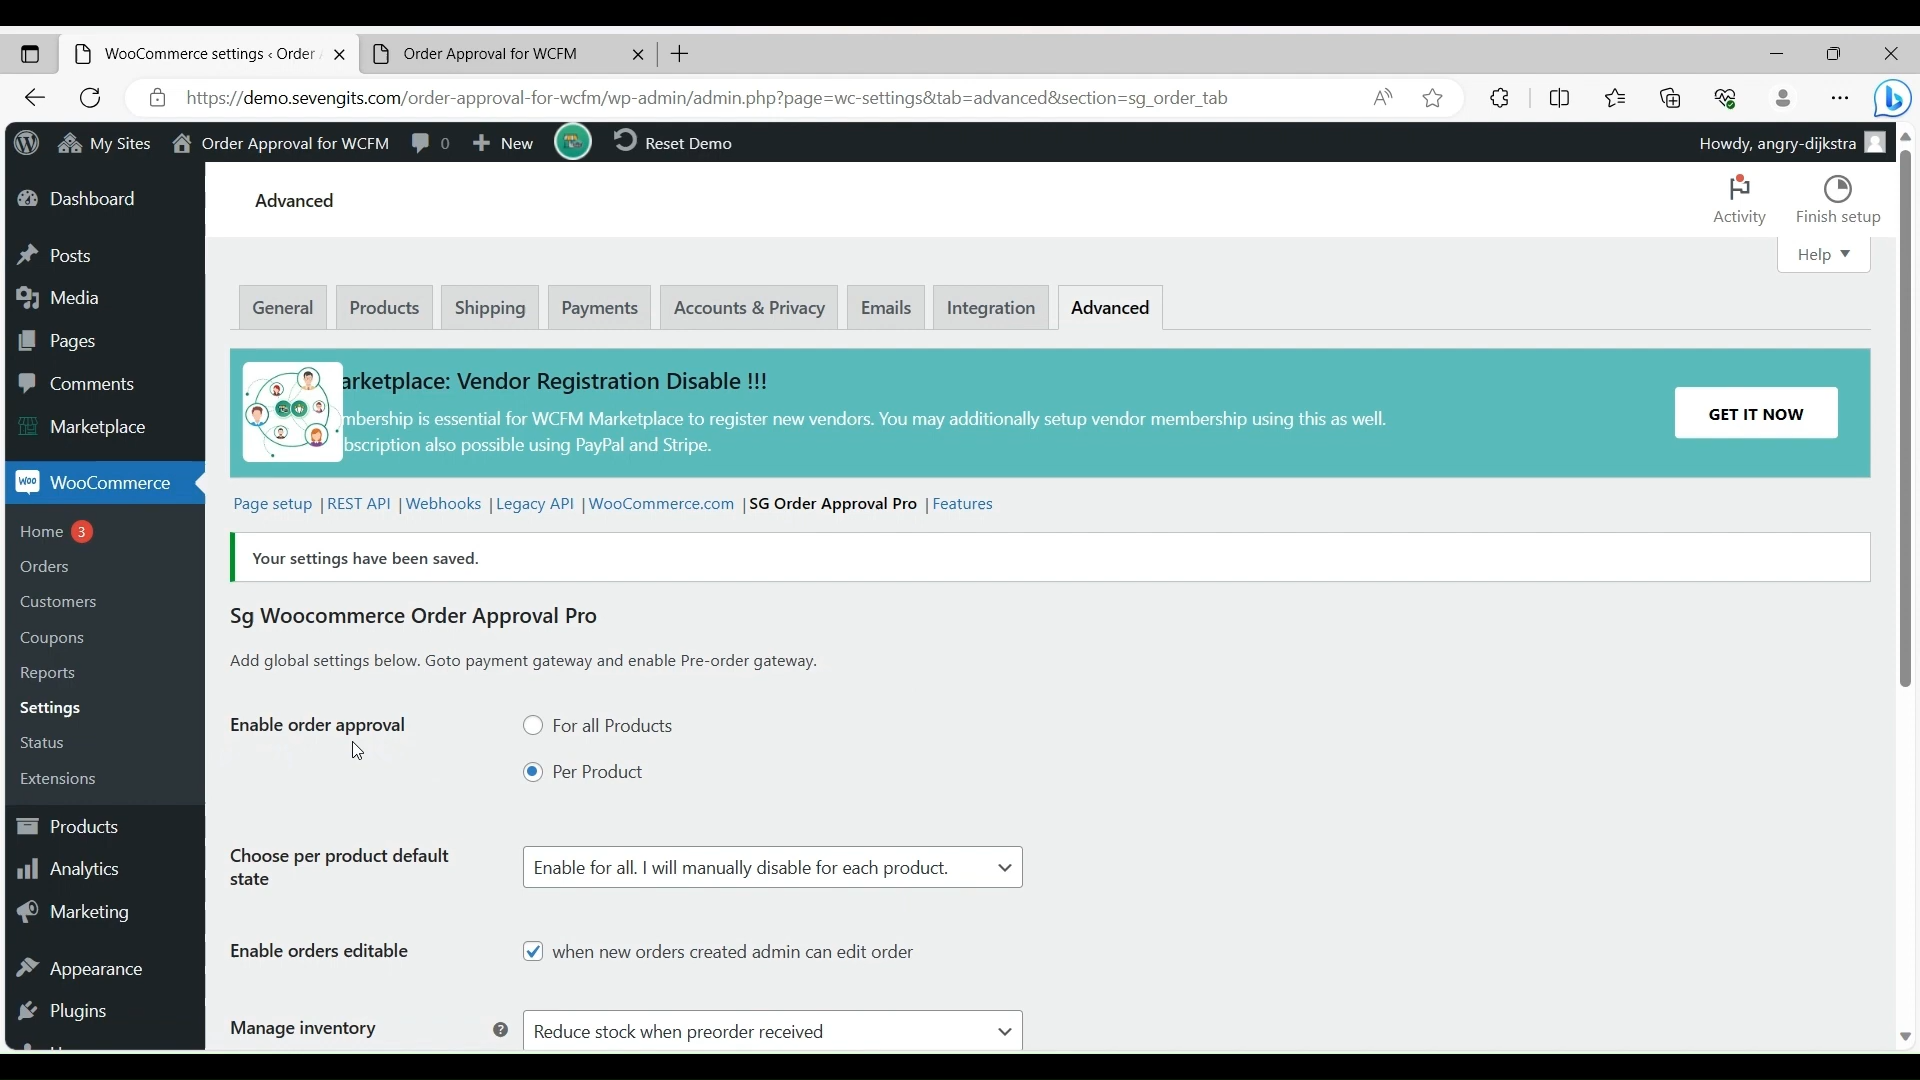 WooCommerce settings ‹ Order
Order Approval for WCFM
https://demo.sevengits.com/order-approval-for-wcfm/wp-admin/admin.php?page=wc-settings&tab=advanced&section=sg_order_tab
My Sites Order Approval for WCFM 0 New Reset Demo Howdy, angry-dijkstra
Dashboard
Posts
Media
Pages
Comments
Marketplace
Woo WooCommerce
Home 3
Orders
Customers
Coupons
Reports
Settings
Status
Extensions
Products
Analytics
Marketing
Appearance
Plugins
Advanced
Activity
Finish setup
Help
General Products Shipping Payments Accounts & Privacy Emails Integration Advanced
arketplace: Vendor Registration Disable !!!
mbership is essential for WCFM Marketplace to register new vendors. You may additionally setup vendor membership using this as well.
bscription also possible using PayPal and Stripe.
GET IT NOW
Page setup | REST API | Webhooks | Legacy API | WooCommerce.com | SG Order Approval Pro | Features
Your settings have been saved.
Sg Woocommerce Order Approval Pro
Add global settings below. Goto payment gateway and enable Pre-order gateway.
Enable order approval
For all Products
Per Product
Choose per product default
state
Enable for all. I will manually disable for each product.
Enable orders editable
when new orders created admin can edit order
Manage inventory
?
Reduce stock when preorder received